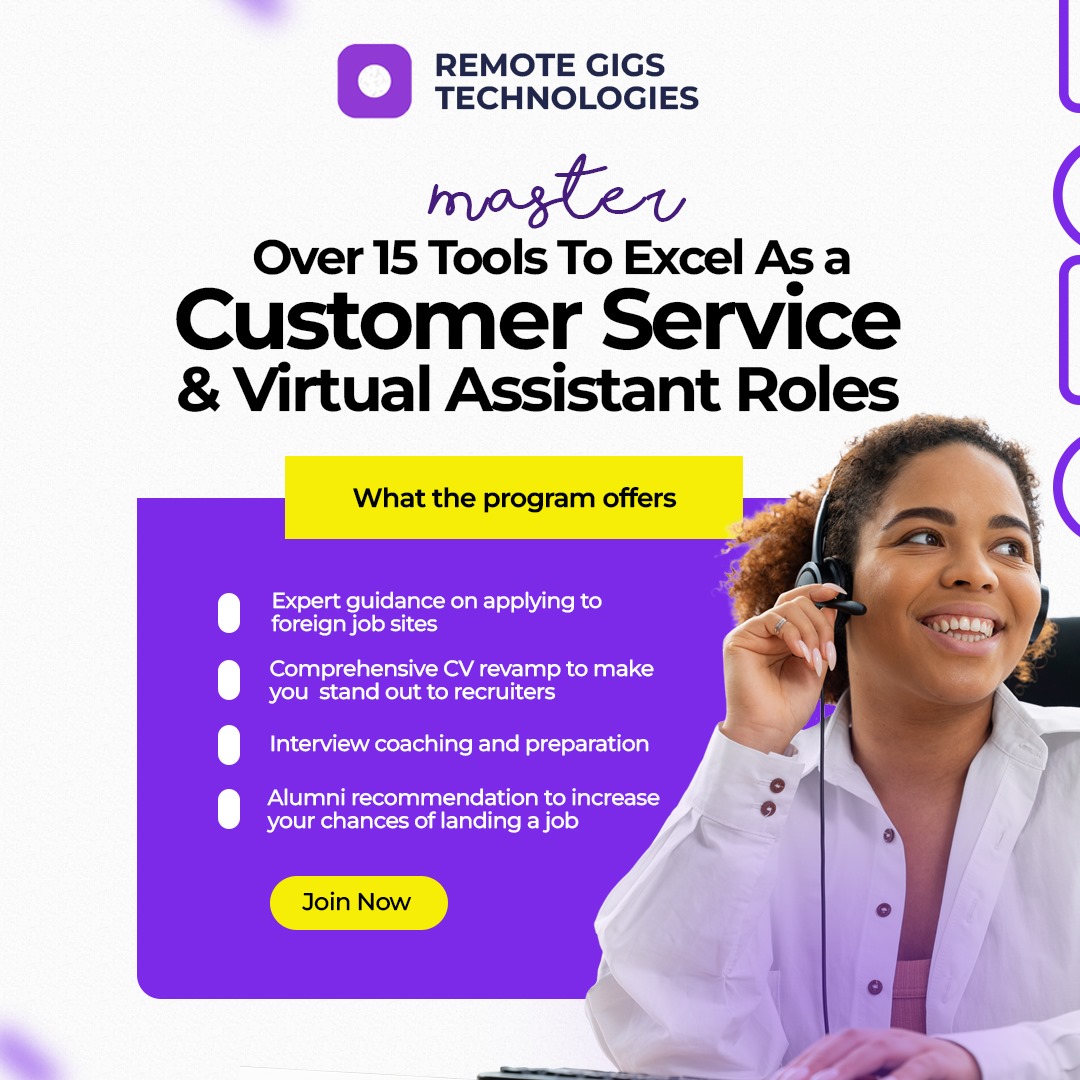 REMOTE GIGS
TECHNOLOGIES
master
Over 15 Tools To Excel As a
Customer Service
& Virtual Assistant Roles
What the program offers
Expert guidance on applying to
foreign job sites
Comprehensive CV revamp to make
you  stand out to recruiters
Interview coaching and preparation
Alumni recommendation to increase
your chances of landing a job
Join Now